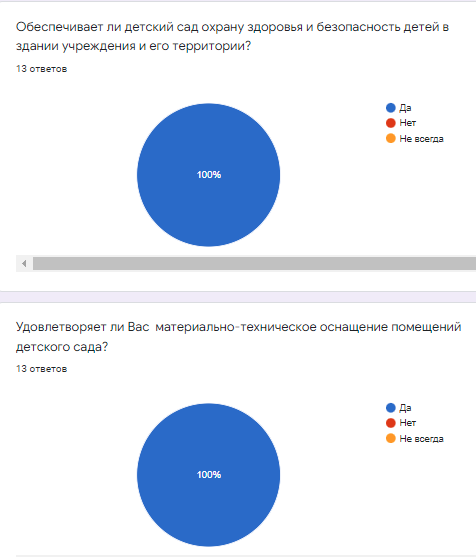 Обеспечивает ли детский сад охрану здоровья и безопасность детей в
здании учреждения и его территории?
13 ответов
Да
Нет
Не всегда
100%
Удовлетворяет ли Вас материально-техническое оснащение помещений
детского сада?
13 ответов
Да
Нет
Не всегда
100%